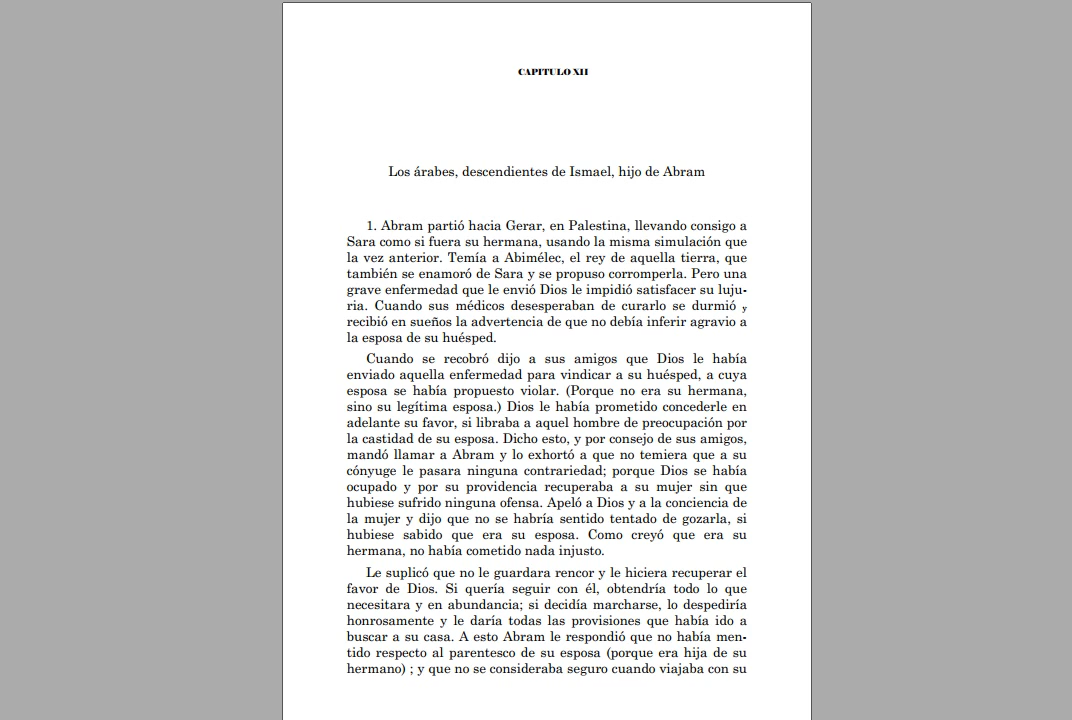 CAPITULO XII
Los árabes, descendientes de Ismael, hijo de Abram
1. Abram partió hacia Gerar, en Palestina, llevando consigo a
Sara como si fuera su hermana, usando la misma simulación que
la vez anterior. Temía a Abimélec, el rey de aquella tierra, que
también se enamoró de Sara y se propuso corromperla. Pero una
grave enfermedad que le envió Dios le impidió satisfacer su luju-
ria. Cuando sus médicos desesperaban de curarlo se durmió y
recibió en sueños la advertencia de que no debía inferir agravio a
la esposa de su huésped.
Cuando se recobró dijo a sus amigos que Dios le había
enviado aquella enfermedad para vindicar a su huésped, a cuya
esposa se había propuesto violar. (Porque no era su hermana,
sino su legítima esposa.) Dios le había prometido concederle en
adelante su favor, si libraba a aquel hombre de preocupación por
la castidad de su esposa. Dicho esto, y por consejo de sus amigos,
mandó llamar a Abram y lo exhortó a que no temiera que a su
cónyuge le pasara ninguna contrariedad; porque Dios se había
ocupado y por su providencia recuperaba a su mujer sin que
hubiese sufrido ninguna ofensa. Apeló a Dios y a la conciencia de
la mujer y dijo que no se habría sentido tentado de gozarla, si
hubiese sabido que era su esposa. Como creyó que era su
hermana, no había cometido nada injusto.
Le suplicó que no le guardara rencor y le hiciera recuperar el
favor de Dios. Si quería seguir con él, obtendría todo lo que
necesitara y en abundancia; si decidía marcharse, lo despediría
honrosamente y le daría todas las provisiones que había ido a
buscar a su casa. A esto Abram le respondió que no había men-
tido respecto al parentesco de su esposa (porque era hija de su
hermano) ; y que no se consideraba seguro cuando viajaba con su